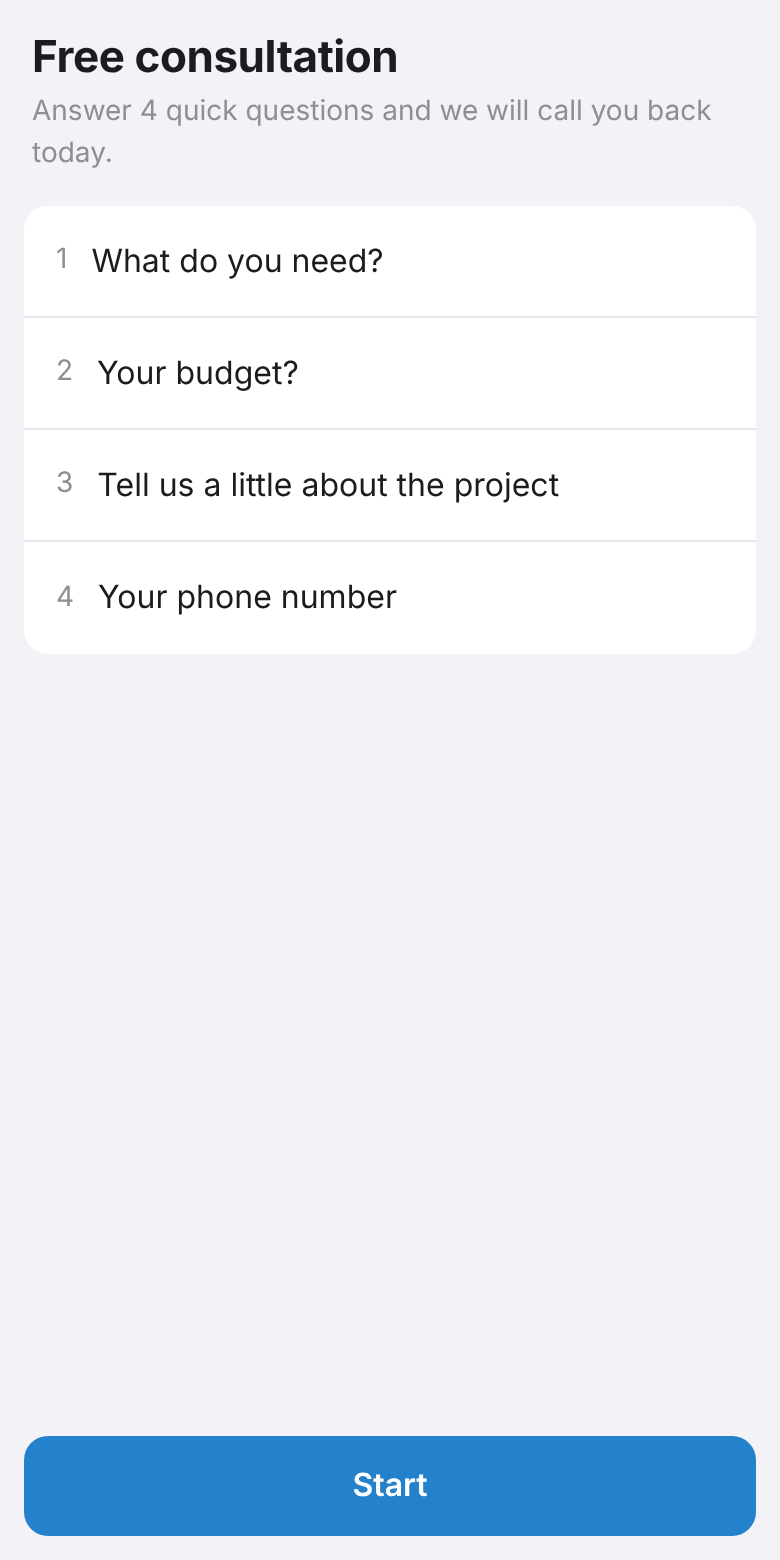 Free consultation
Answer 4 quick questions and we will call you back
today.
1 What do you need?
2 Your budget?
3 Tell us a little about the project
4 Your phone number
Start